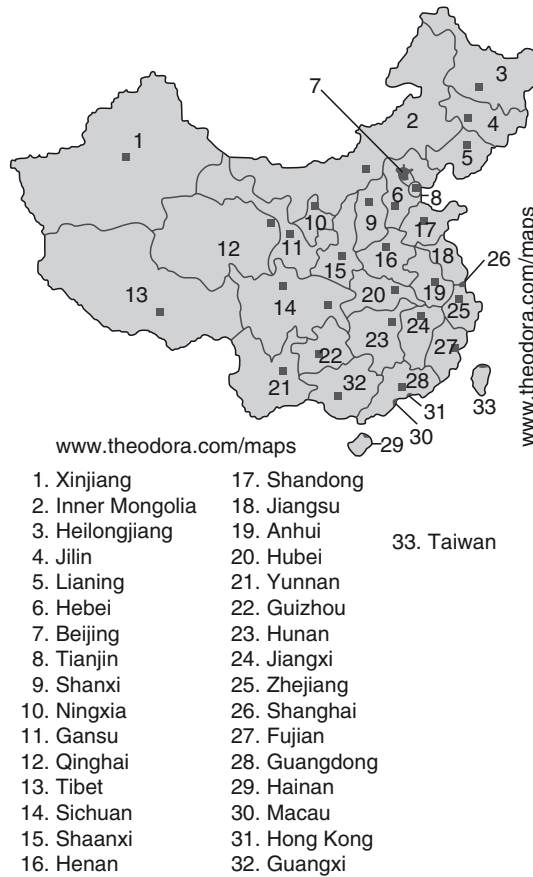 3
7
2
4
1
5
8
6
10
9
17
12
11
16
18
26
15
13
14
20
19
25
24
23
22
27
21
32
28
31
33
30
29
www.theodora.com/maps
www.theodora.com/maps
1. Xinjiang
2. Inner Mongolia
3. Heilongjiang
4. Jilin
5. Lianing
6. Hebei
7. Beijing
8. Tianjin
9. Shanxi
10. Ningxia
11. Gansu
12. Qinghai
13. Tibet
14. Sichuan
15. Shaanxi
16. Henan
17. Shandong
18. Jiangsu
19. Anhui
20. Hubei
21. Yunnan
22. Guizhou
23. Hunan
24. Jiangxi
25. Zhejiang
26. Shanghai
27. Fujian
28. Guangdong
29. Hainan
30. Macau
31. Hong Kong
32. Guangxi
33. Taiwan